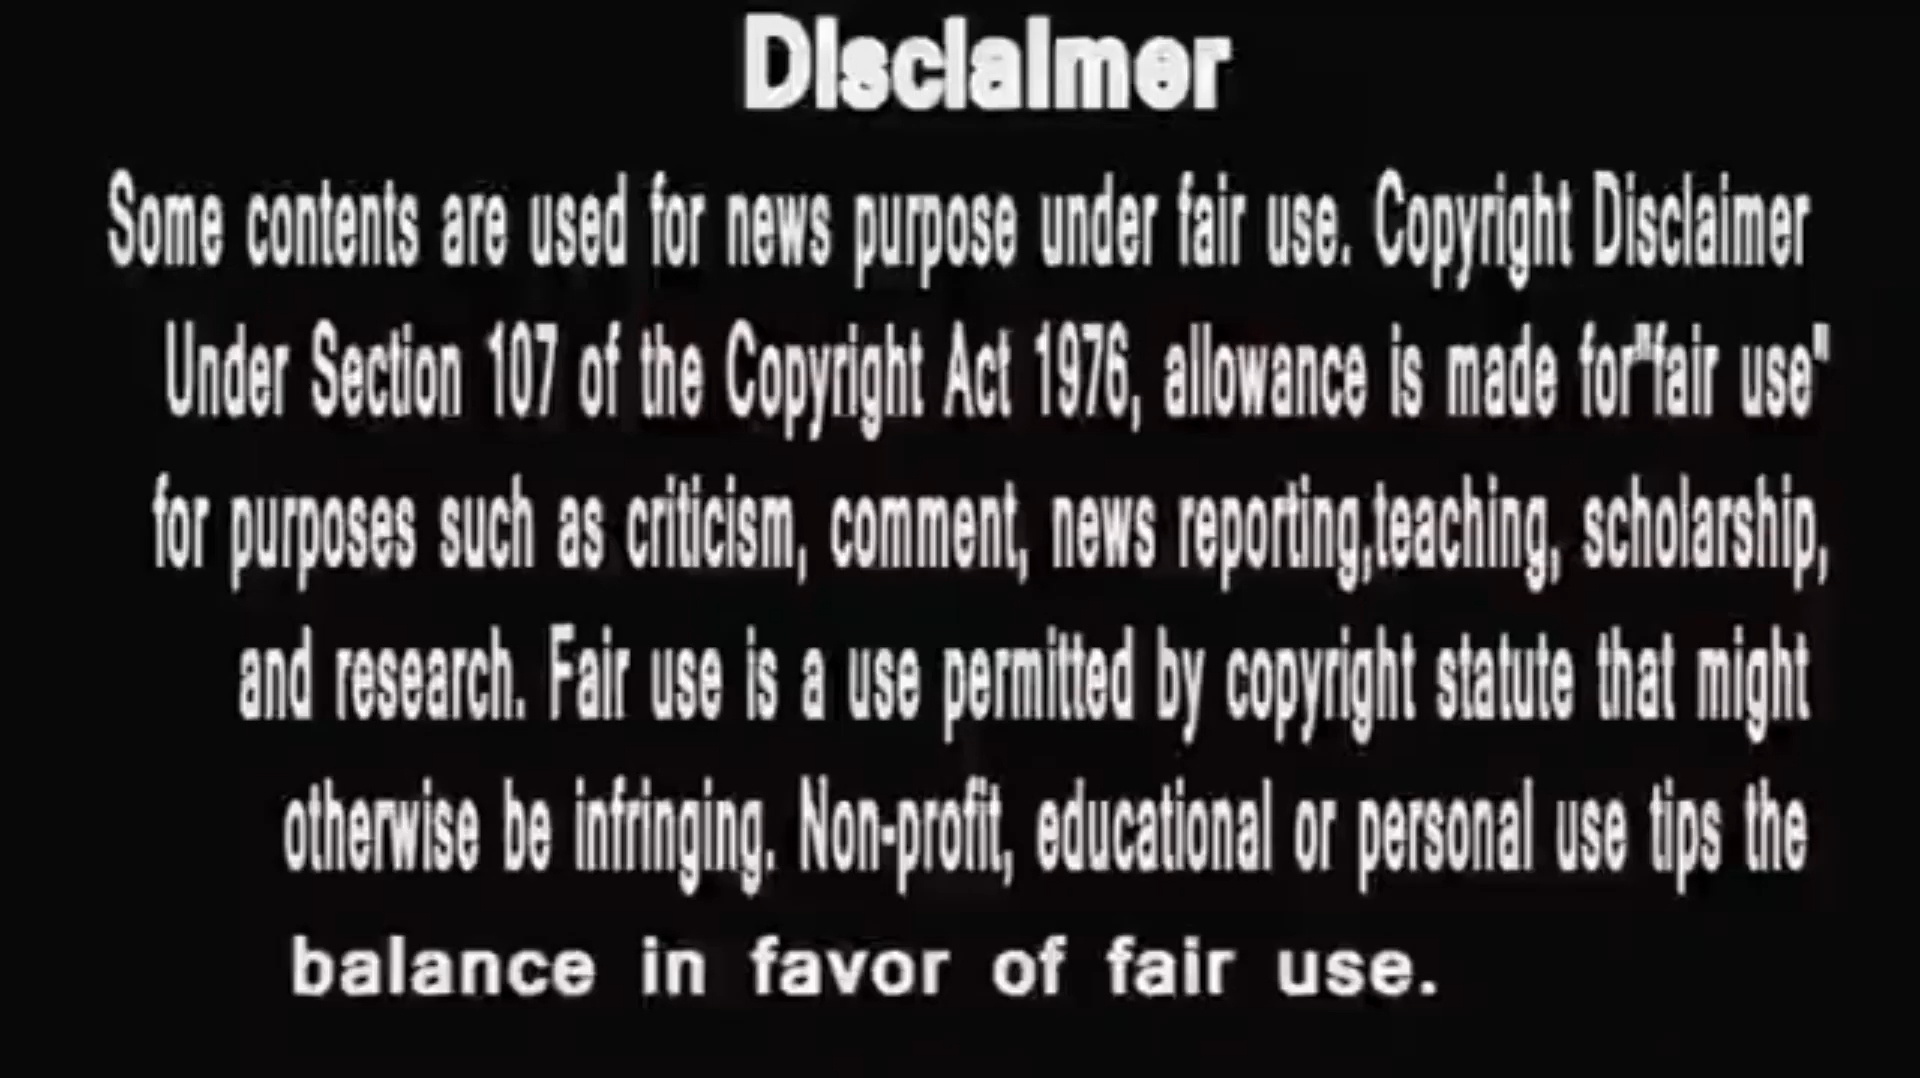 Disclaimer
Some contents are used for news purpose under fair use. Copyright Disclaimer
Under Section 107 of the Copyright Act 1976, allowance is made for"fair use"
for purposes such as criticism, comment, news reporting,teaching, scholarship,
and research. Fair use is a use permitted by copyright statute that might
otherwise be infringing. Non-profit, educational or personal use tips the
balance in favor of fair use.